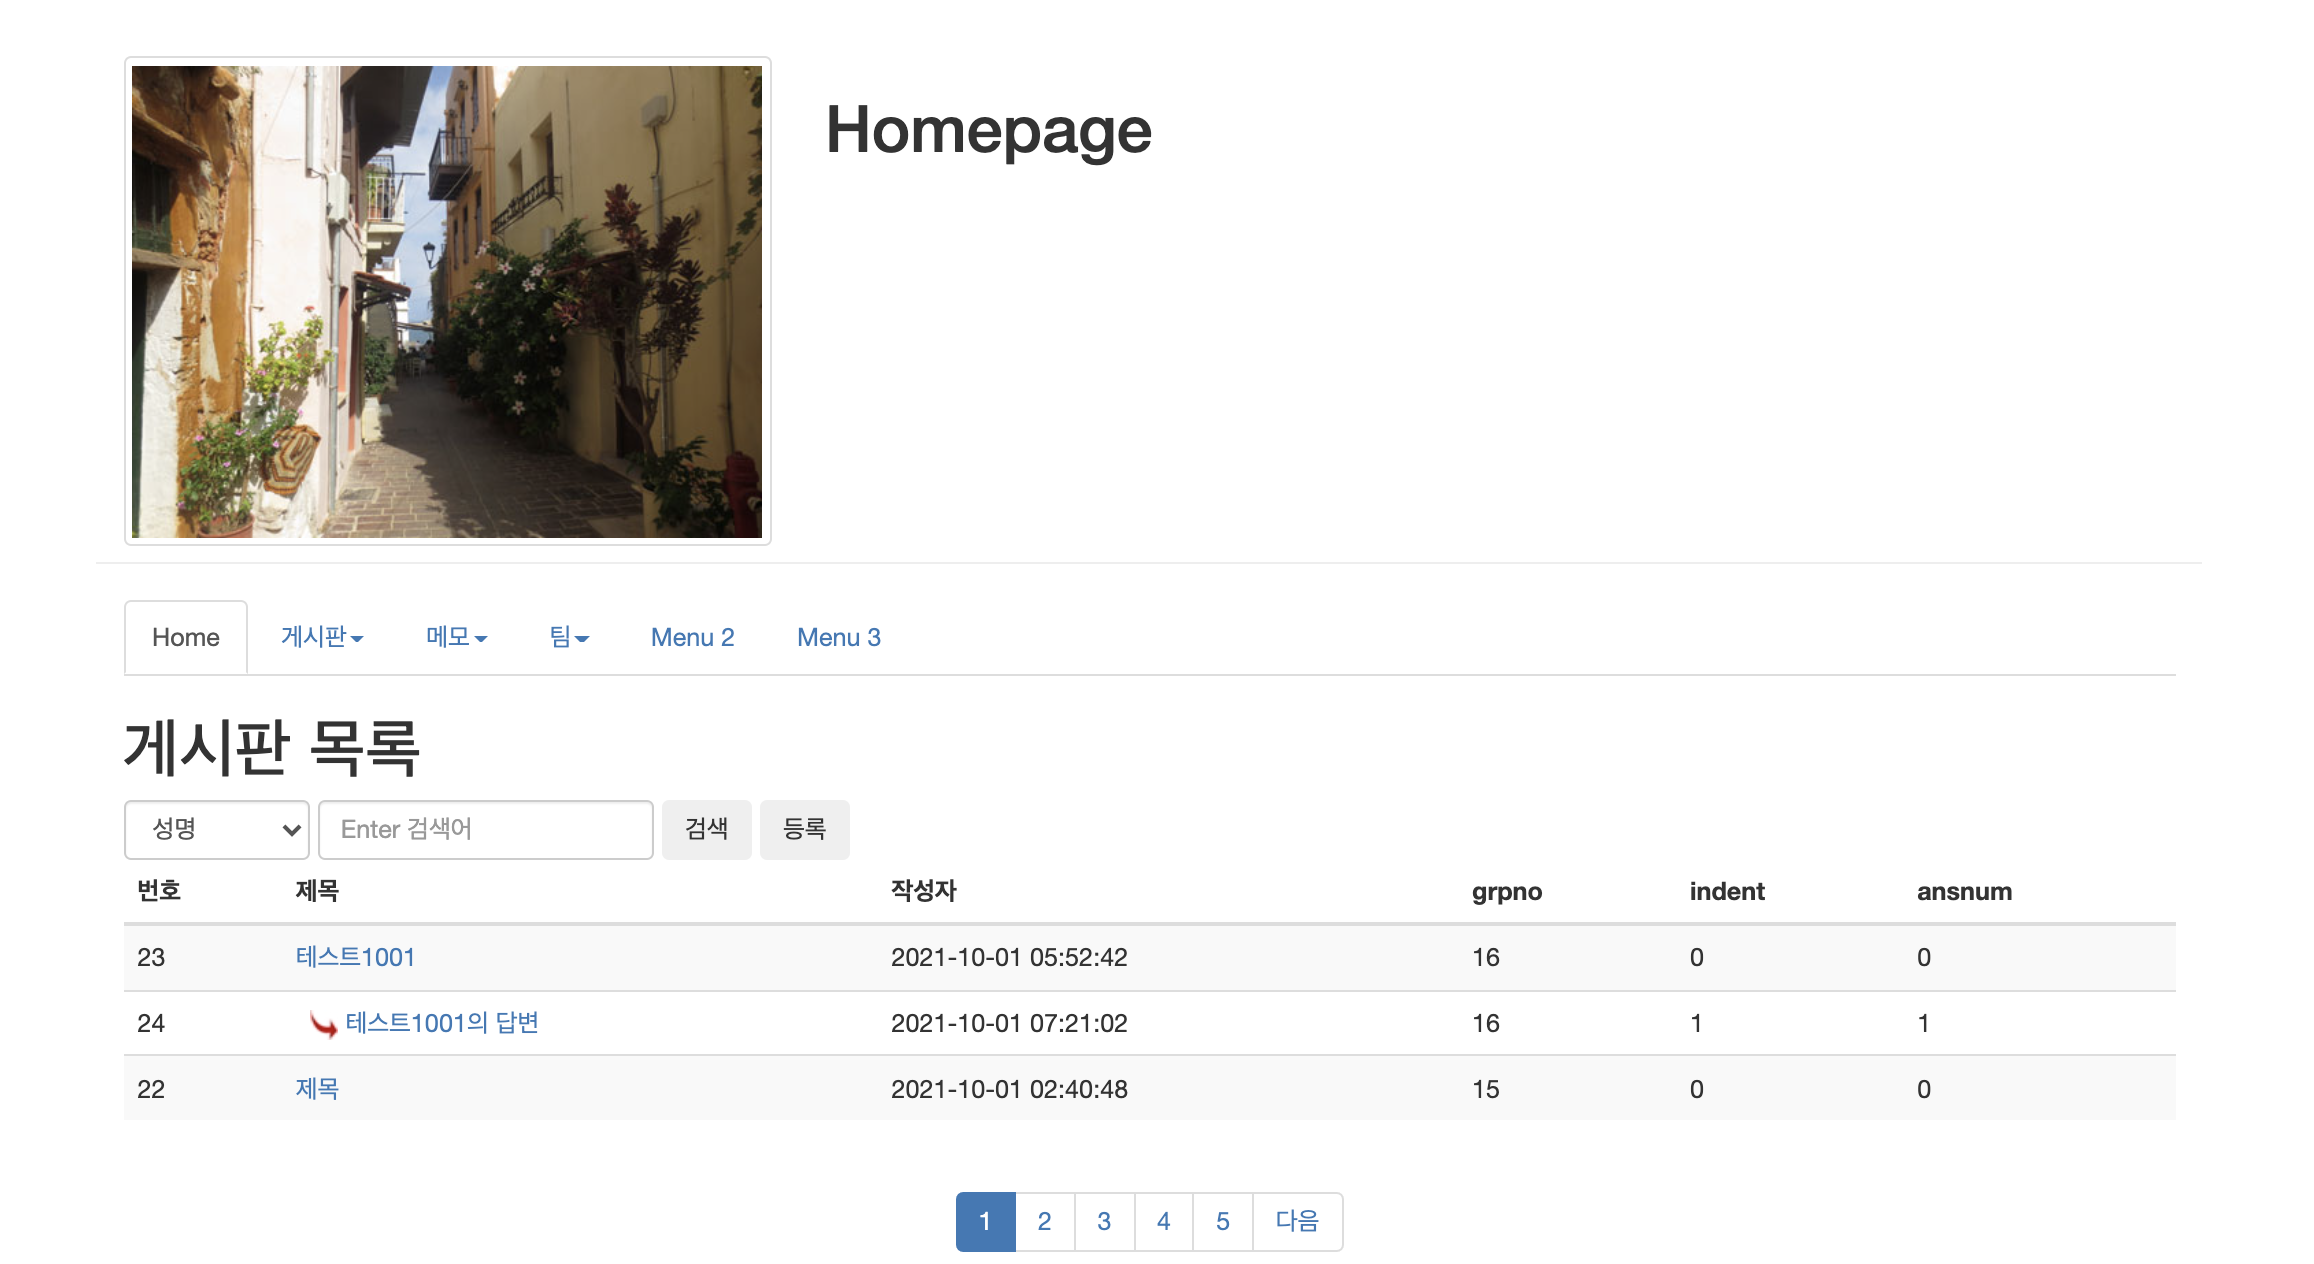 Homepage
Home 게시판 메모 팀 Menu 2 Menu 3
게시판 목록
성명 Enter 검색어 검색 등록
번호 제목 작성자 grpno indent ansnum
23 테스트1001 2021-10-01 05:52:42 16 0 0
24 테스트1001의 답변 2021-10-01 07:21:02 16 1 1
22 제목 2021-10-01 02:40:48 15 0 0
1 2 3 4 5 다음